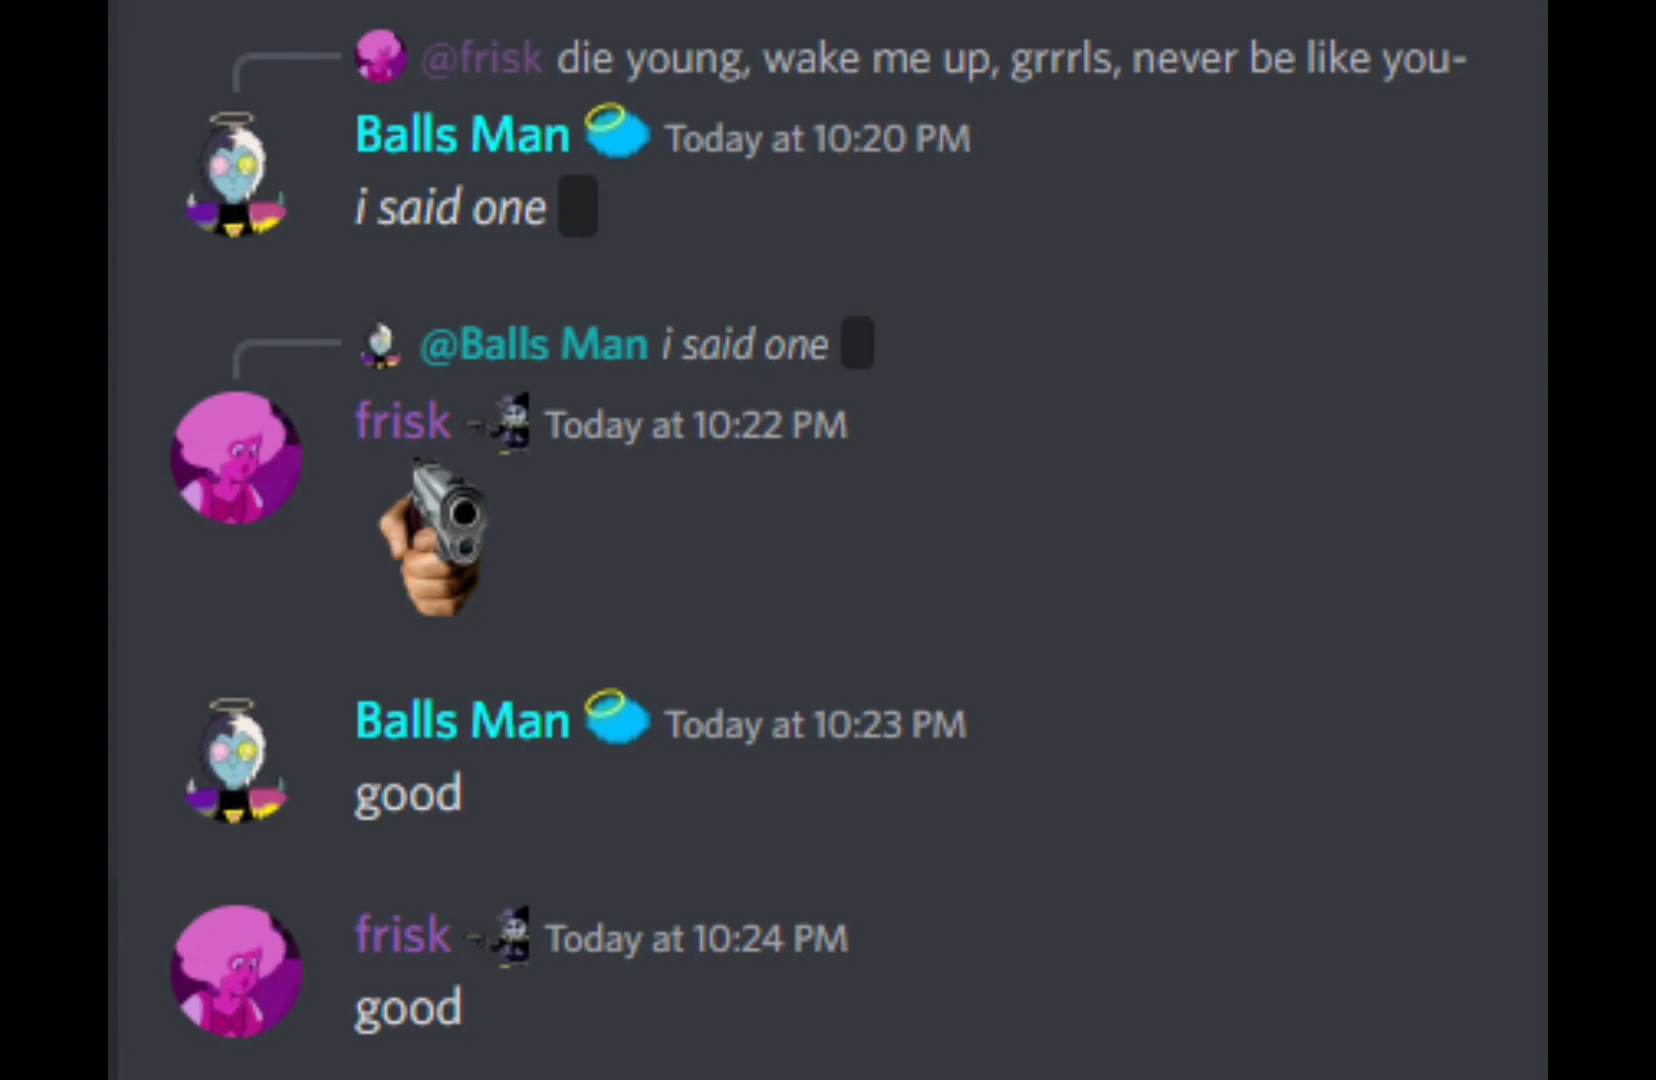 @frisk die young, wake me up, grrrls, never be like you-
Balls Man Today at 10:20 PM
i said one
@Balls Man i said one
frisk Today at 10:22 PM
Balls Man Today at 10:23 PM
good
frisk Today at 10:24 PM
good